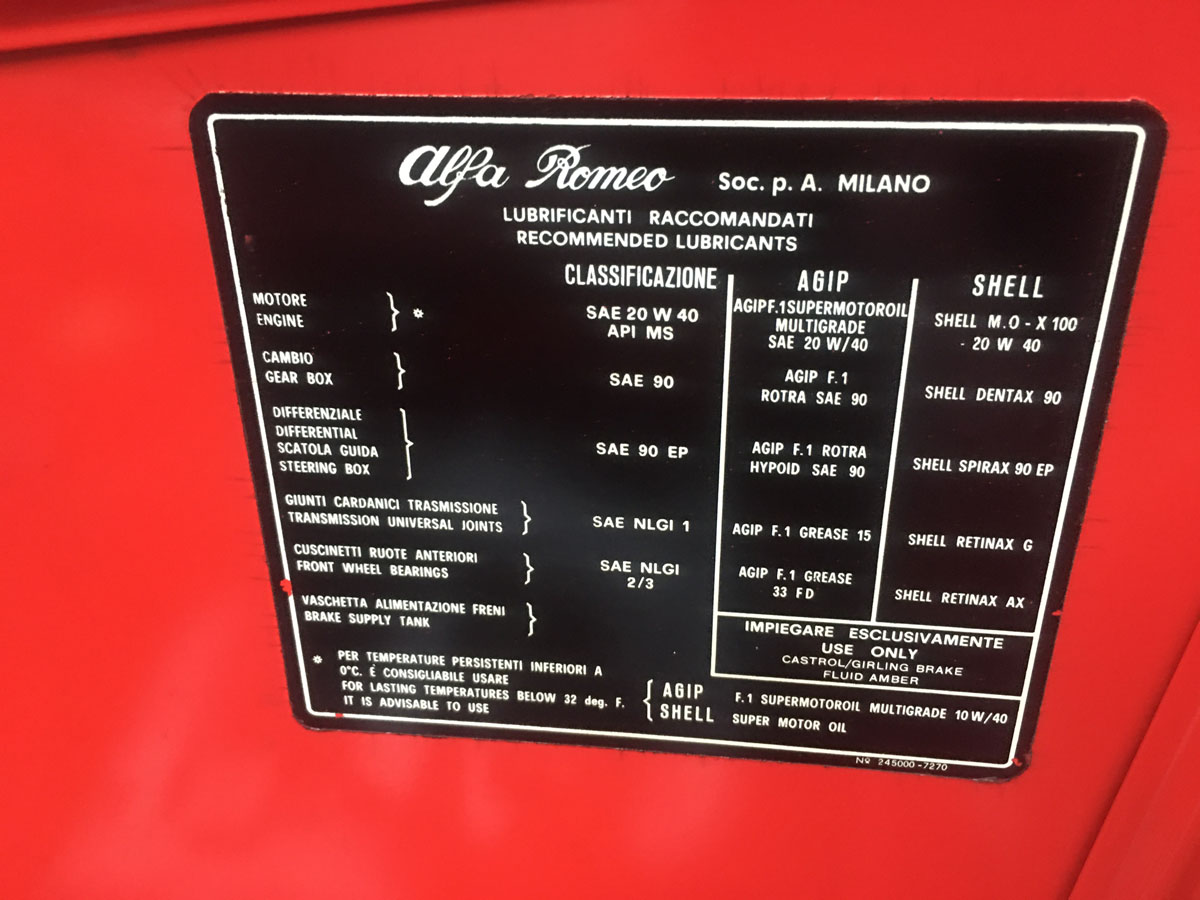 Alfa Romeo Soc. p. A. MILANO
LUBRIFICANTI RACCOMANDATI
RECOMMENDED LUBRICANTS
CLASSIFICAZIONE AGIP SHELL
MOTORE
ENGINE
} *
SAE 20 W 40
API MS
AGIP F.1 SUPERMOTOROIL
MULTIGRADE
SAE 20 W/40
SHELL M.O - X 100
- 20 W 40
CAMBIO
GEAR BOX
}
SAE 90
AGIP F.1
ROTRA SAE 90
SHELL DENTAX 90
DIFFERENZIALE
DIFFERENTIAL
SCATOLA GUIDA
STEERING BOX
}
SAE 90 EP
AGIP F.1 ROTRA
HYPOID SAE 90
SHELL SPIRAX 90 EP
GIUNTI CARDANICI TRASMISSIONE
TRANSMISSION UNIVERSAL JOINTS
}
SAE NLGI 1
AGIP F.1 GREASE 15
SHELL RETINAX G
CUSCINETTI RUOTE ANTERIORI
FRONT WHEEL BEARINGS
}
SAE NLGI
2/3
AGIP F.1 GREASE
33 FD
SHELL RETINAX AX
VASCHETTA ALIMENTAZIONE FRENI
BRAKE SUPPLY TANK
}
IMPIEGARE ESCLUSIVAMENTE
USE ONLY
CASTROL/GIRLING BRAKE
FLUID AMBER
* PER TEMPERATURE PERSISTENTI INFERIORI A
0°C. É CONSIGLIABILE USARE
FOR LASTING TEMPERATURES BELOW 32 deg. F.
IT IS ADVISABLE TO USE
{ AGIP F.1 SUPERMOTOROIL MULTIGRADE 10 W/40
SHELL SUPER MOTOR OIL
Nº 245000-7270